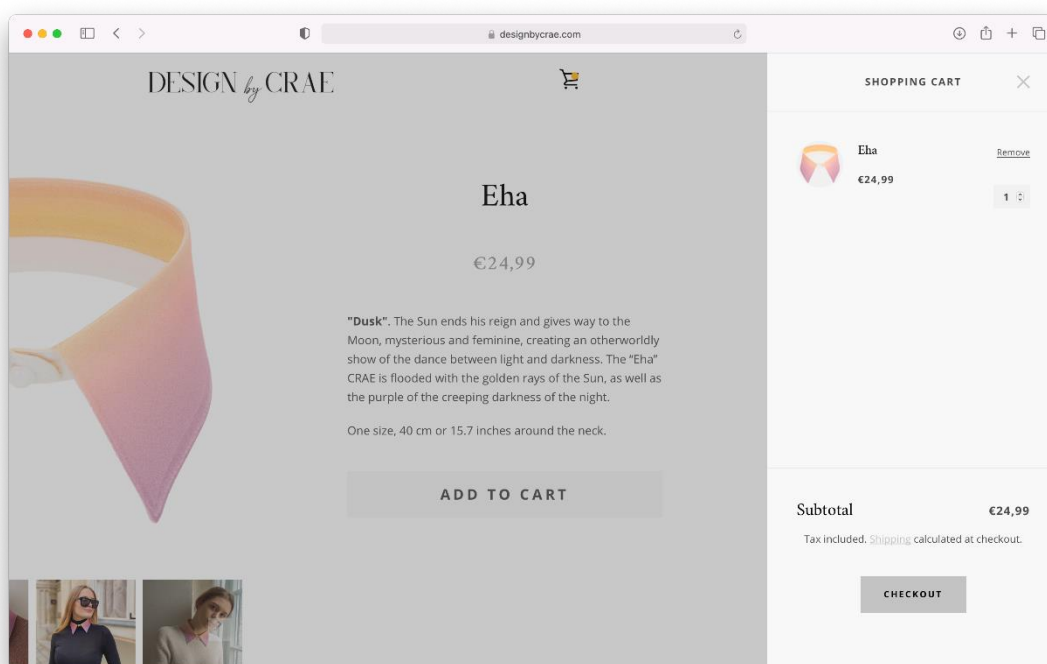 designbycrae.com
DESIGN by CRAE
SHOPPING CART
Eha
Remove
€24,99
1
Eha
€24,99
"Dusk". The Sun ends his reign and gives way to the
Moon, mysterious and feminine, creating an otherworldly
show of the dance between light and darkness. The “Eha”
CRAE is flooded with the golden rays of the Sun, as well as
the purple of the creeping darkness of the night.
One size, 40 cm or 15.7 inches around the neck.
ADD TO CART
Subtotal
€24,99
Tax included. Shipping calculated at checkout.
CHECKOUT